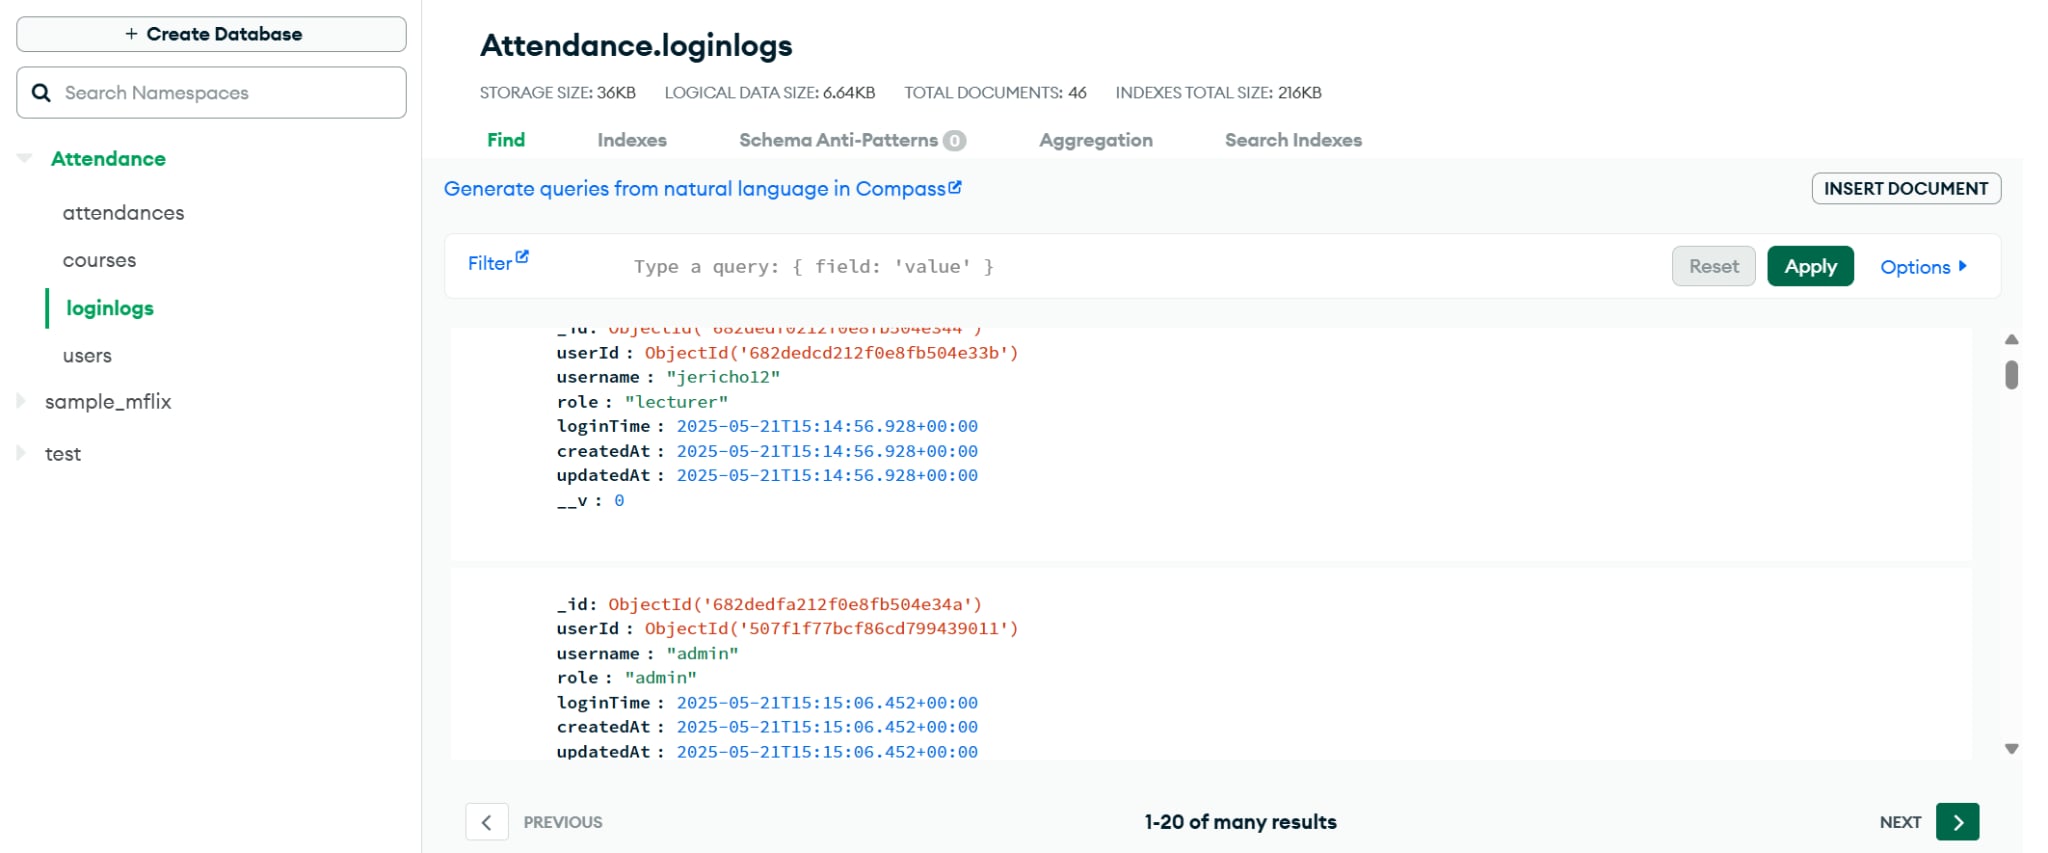 + Create Database
Search Namespaces
Attendance
attendances
courses
loginlogs
users
sample_mflix
test
Attendance.loginlogs
STORAGE SIZE: 36KB LOGICAL DATA SIZE: 6.64KB TOTAL DOCUMENTS: 46 INDEXES TOTAL SIZE: 216KB
Find Indexes Schema Anti-Patterns 0 Aggregation Search Indexes
Generate queries from natural language in Compass
INSERT DOCUMENT
Filter Type a query: { field: 'value' } Reset Apply Options
_id: ObjectId('682dedf0212f0e8fb504e344')
userId : ObjectId('682dedcd212f0e8fb504e33b')
username : "jericho12"
role : "lecturer"
loginTime : 2025-05-21T15:14:56.928+00:00
createdAt : 2025-05-21T15:14:56.928+00:00
updatedAt : 2025-05-21T15:14:56.928+00:00
__v : 0
_id: ObjectId('682dedfa212f0e8fb504e34a')
userId : ObjectId('507f1f77bcf86cd799439011')
username : "admin"
role : "admin"
loginTime : 2025-05-21T15:15:06.452+00:00
createdAt : 2025-05-21T15:15:06.452+00:00
updatedAt : 2025-05-21T15:15:06.452+00:00
PREVIOUS 1-20 of many results NEXT